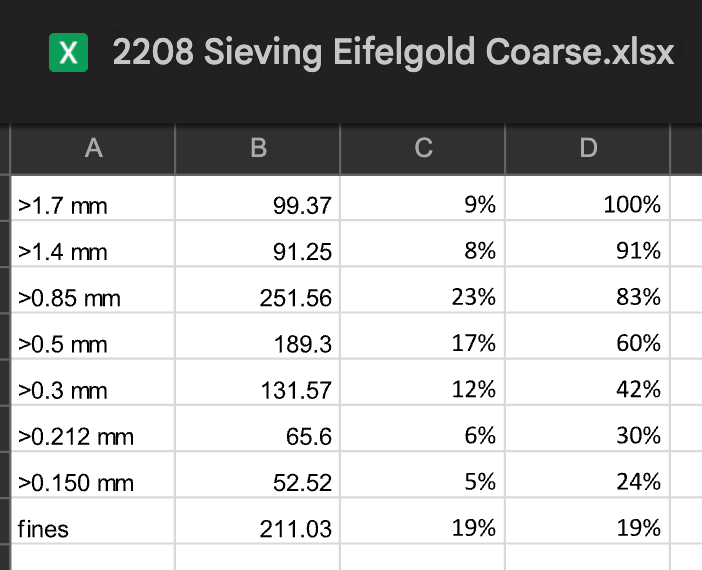 X 2208 Sieving Eifelgold Coarse.xlsx
A B C D
>1.7 mm 99.37 9% 100%
>1.4 mm 91.25 8% 91%
>0.85 mm 251.56 23% 83%
>0.5 mm 189.3 17% 60%
>0.3 mm 131.57 12% 42%
>0.212 mm 65.6 6% 30%
>0.150 mm 52.52 5% 24%
fines 211.03 19% 19%